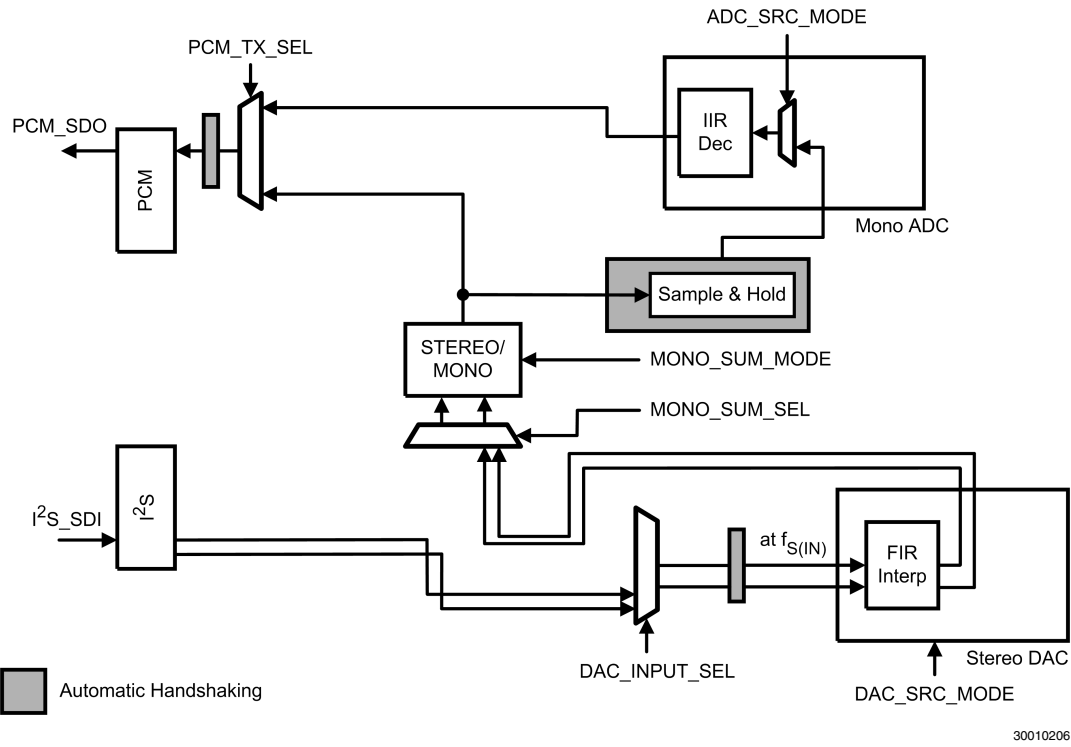 ADC_SRC_MODE
PCM_TX_SEL
PCM_SDO
PCM
IIR
Dec
Mono ADC
Sample & Hold
STEREO/
MONO
MONO_SUM_MODE
MONO_SUM_SEL
I2S_SDI
I2S
at fS(IN)
FIR
Interp
DAC_INPUT_SEL
Stereo DAC
DAC_SRC_MODE
Automatic Handshaking
30010206